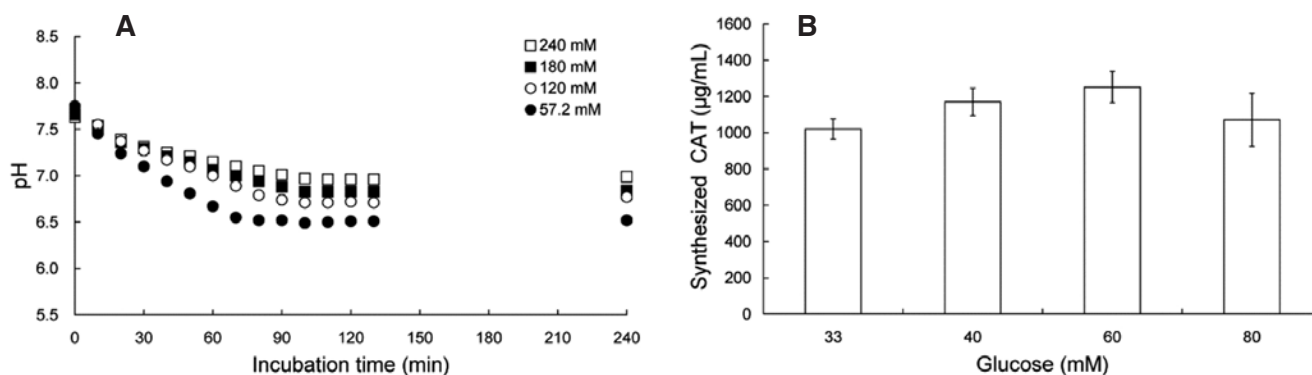 A
8.5
8.0
7.5
7.0
6.5
6.0
5.5
pH
240 mM
180 mM
120 mM
57.2 mM
0 30 60 90 120 150 180 210 240
Incubation time (min)
B
1600
1400
1200
1000
800
600
400
200
0
Synthesized CAT (µg/mL)
33 40 60 80
Glucose (mM)